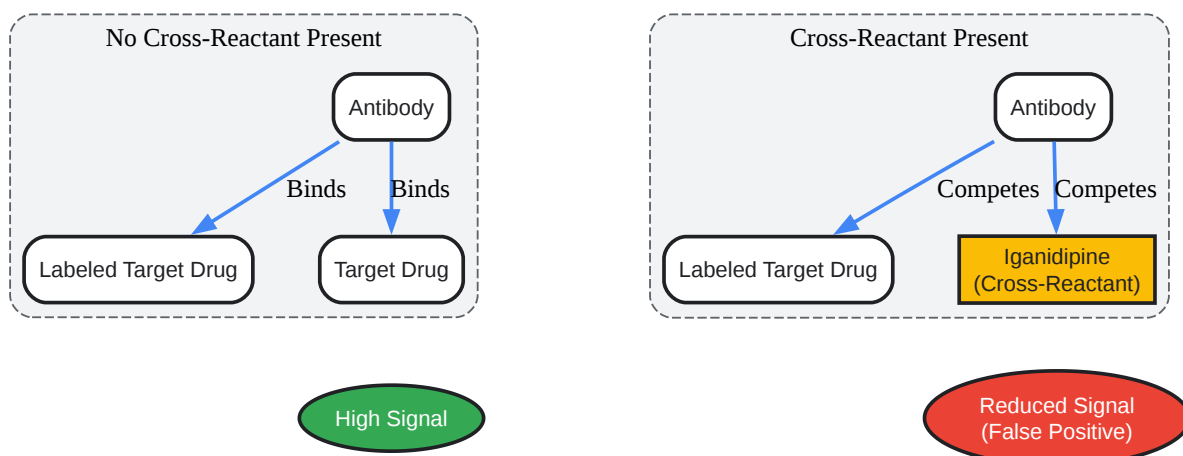 No Cross-Reactant Present
Antibody
Binds
Binds
Labeled Target Drug
Target Drug
High Signal
Cross-Reactant Present
Antibody
Competes
Competes
Labeled Target Drug
Iganidipine
(Cross-Reactant)
Reduced Signal
(False Positive)